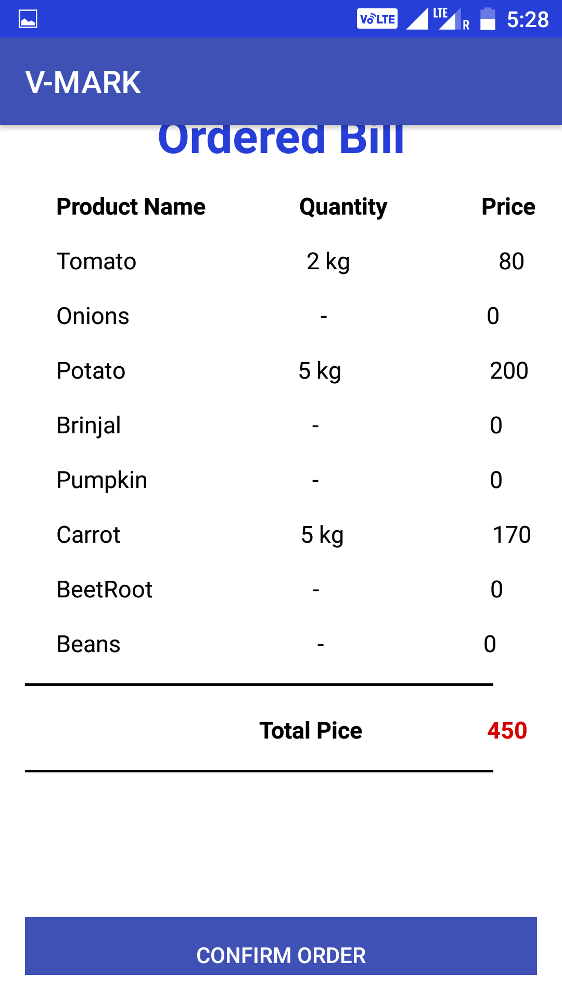 VoLTE LTE R 5:28
V-MARK
Ordered Bill
Product Name Quantity Price
Tomato 2 kg 80
Onions - 0
Potato 5 kg 200
Brinjal - 0
Pumpkin - 0
Carrot 5 kg 170
BeetRoot - 0
Beans - 0
Total Pice 450
CONFIRM ORDER